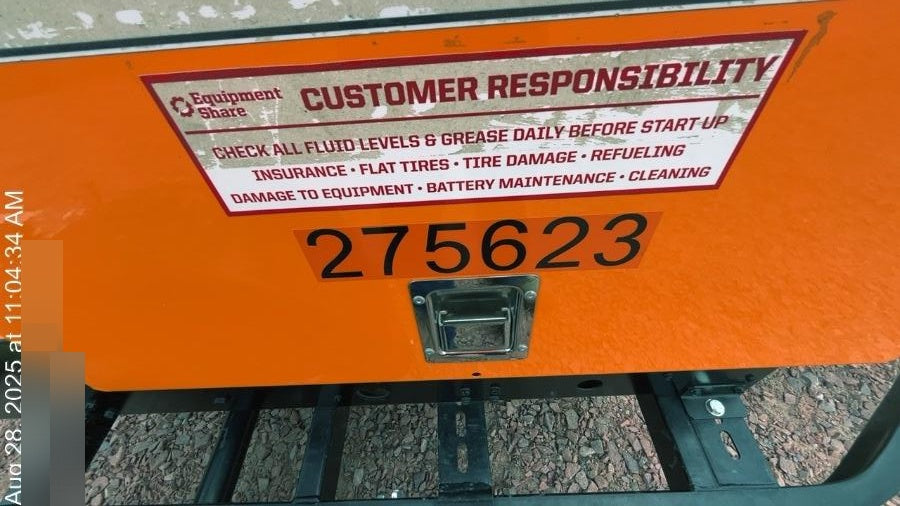 Equipment
Share
CUSTOMER RESPONSIBILITY
CHECK ALL FLUID LEVELS & GREASE DAILY BEFORE START UP
INSURANCE • FLAT TIRES • TIRE DAMAGE • REFUELING
DAMAGE TO EQUIPMENT • BATTERY MAINTENANCE • CLEANING
275623
Aug 28, 2025 at 11:04:34 AM